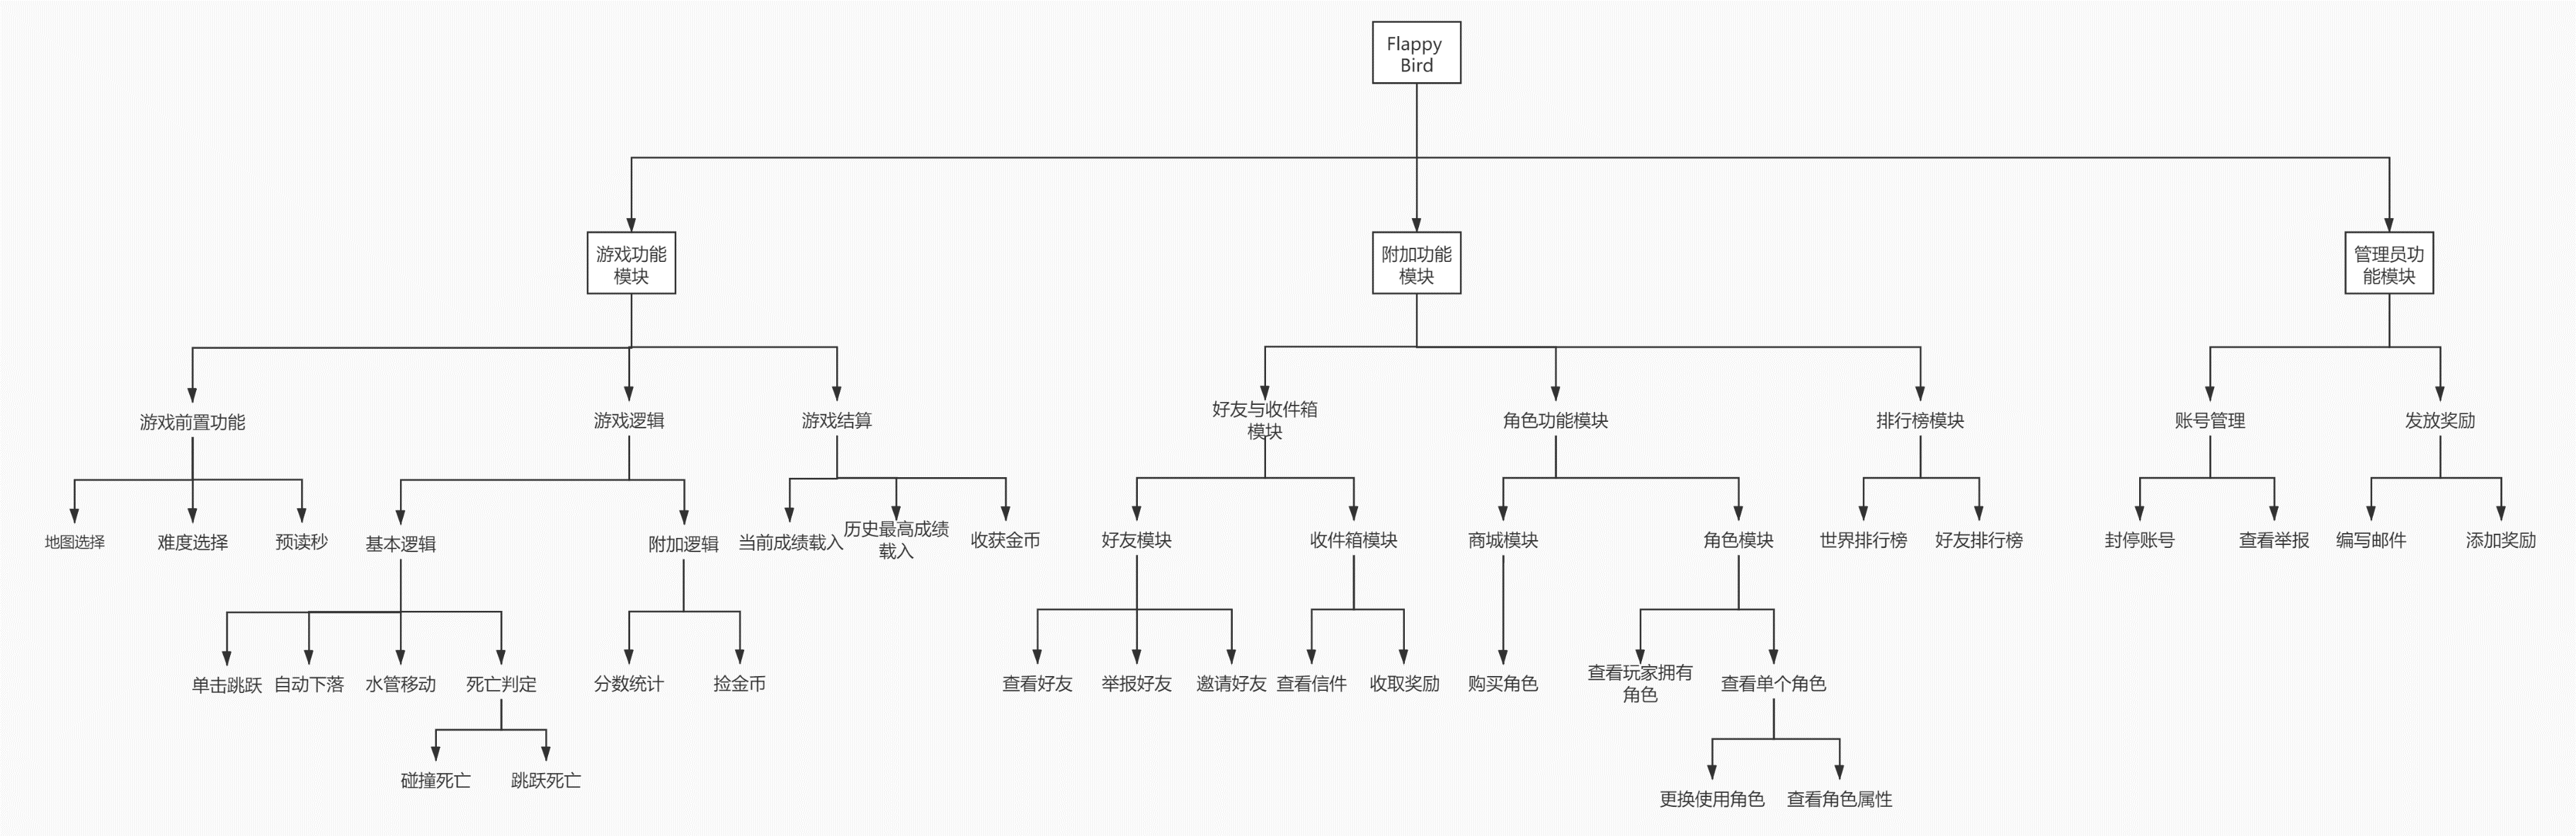 Flappy
Bird
游戏功能
模块
附加功能
模块
管理员功
能模块
游戏前置功能
游戏逻辑
游戏结算
好友与收件箱
模块
角色功能模块
排行榜模块
账号管理
发放奖励
地图选择
难度选择
预读秒
基本逻辑
附加逻辑
当前成绩载入
历史最高成绩
载入
收获金币
好友模块
收件箱模块
商城模块
角色模块
世界排行榜
好友排行榜
封停账号
查看举报
编写邮件
添加奖励
单击跳跃
自动下落
水管移动
死亡判定
分数统计
捡金币
查看好友
举报好友
邀请好友
查看信件
收取奖励
购买角色
查看玩家拥有
角色
查看单个角色
碰撞死亡
跳跃死亡
更换使用角色
查看角色属性